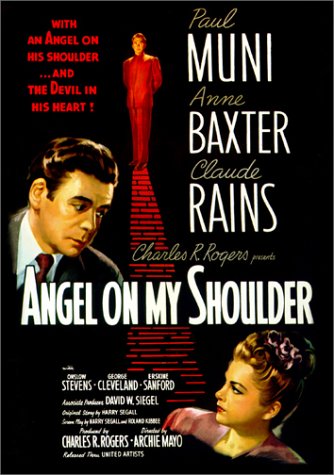 WITH
AN ANGEL ON
HIS SHOULDER
...AND
THE DEVIL IN
HIS HEART!
Paul
MUNI
Anne
BAXTER
Claude
RAINS
Charles R. Rogers presents
ANGEL ON MY SHOULDER
with
ONSLOW GEORGE ERSKINE
STEVENS-CLEVELAND-SANFORD
Associate Producer DAVID W. SIEGEL
Original Story by HARRY SEGALL
Screen Play by HARRY SEGALL and ROLAND KIBBEE
Produced by Directed by
CHARLES R. ROGERS-ARCHIE MAYO
Released Thru UNITED ARTISTS